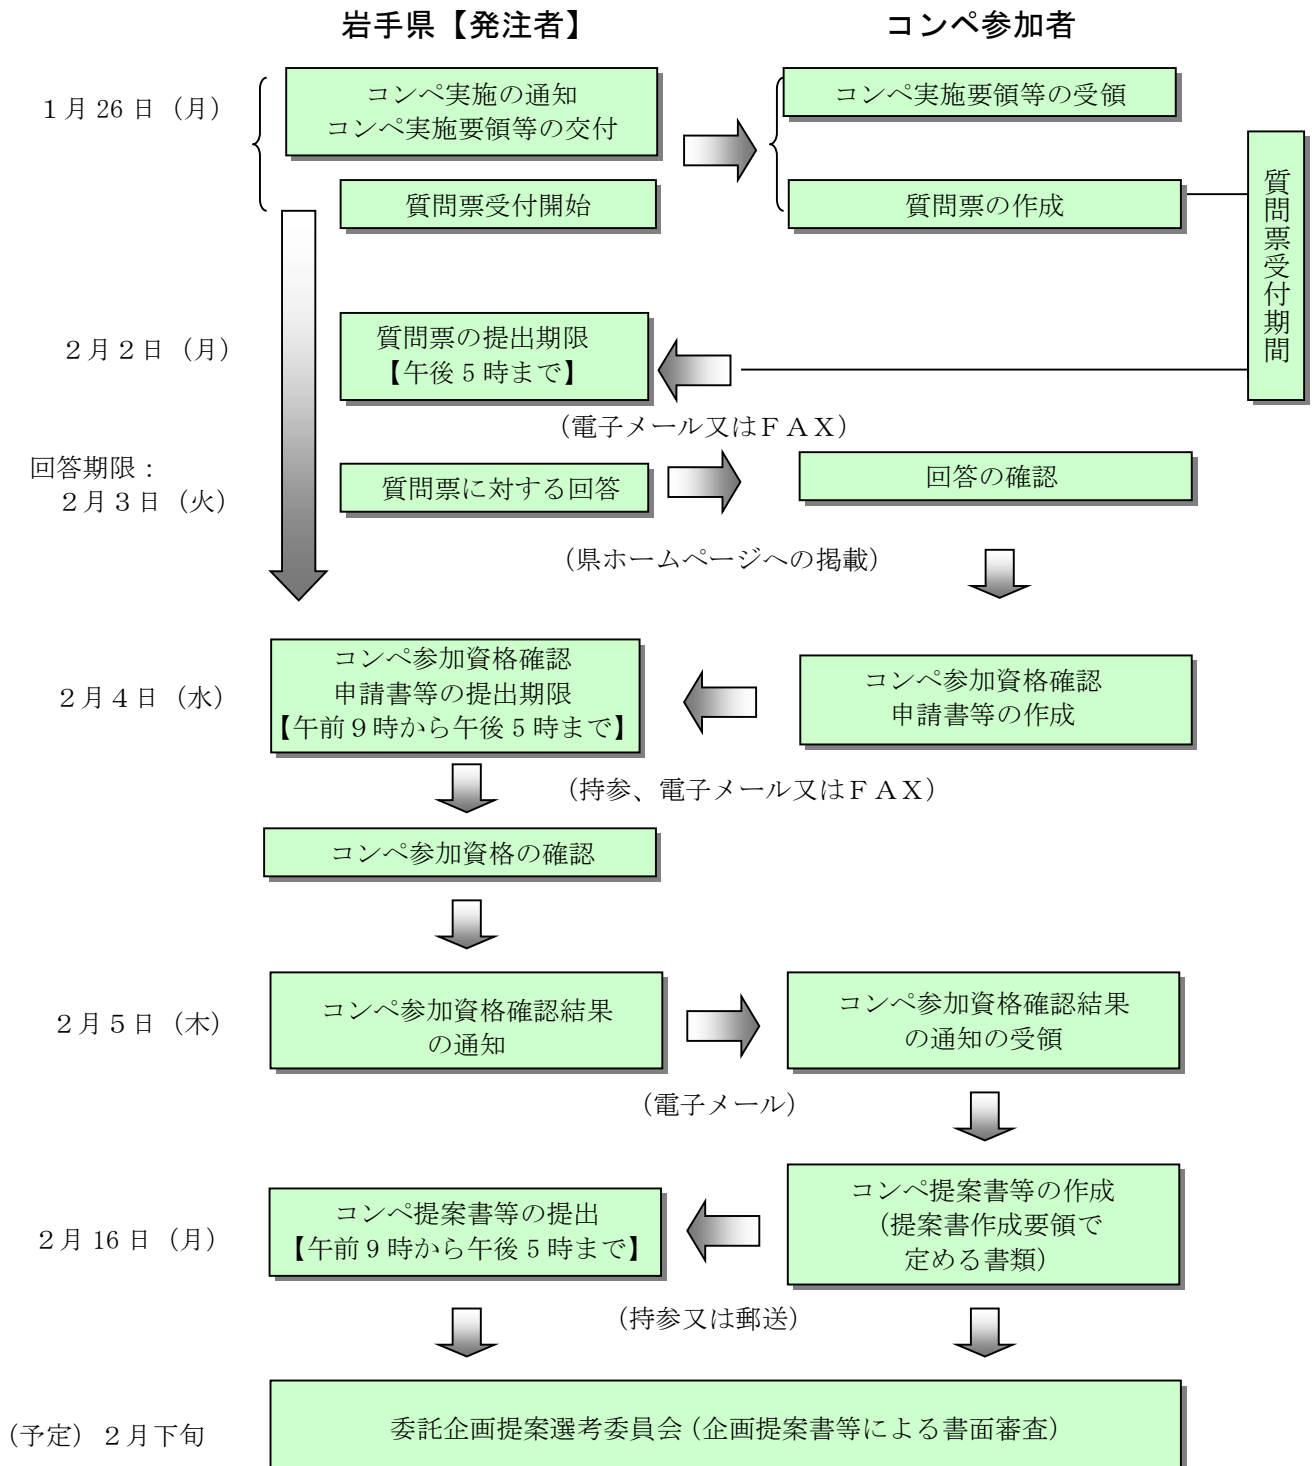 岩手県【発注者】
コンペ参加者
１月 26 日（月）
コンペ実施の通知
コンペ実施要領等の交付
コンペ実施要領等の受領
質問票受付開始
質問票の作成
質問票受付期間
２月２日（月）
質問票の提出期限
【午後５時まで】
（電子メール又はＦＡＸ）
回答期限：
２月３日（火）
質問票に対する回答
回答の確認
（県ホームページへの掲載）
２月４日（水）
コンペ参加資格確認
申請書等の提出期限
【午前９時から午後５時まで】
コンペ参加資格確認
申請書等の作成
（持参、電子メール又はＦＡＸ）
コンペ参加資格の確認
２月５日（木）
コンペ参加資格確認結果
の通知
コンペ参加資格確認結果
の通知の受領
（電子メール）
２月 16 日（月）
コンペ提案書等の提出
【午前９時から午後５時まで】
コンペ提案書等の作成
（提案書作成要領で
定める書類）
（持参又は郵送）
（予定）２月下旬
委託企画提案選考委員会（企画提案書等による書面審査）